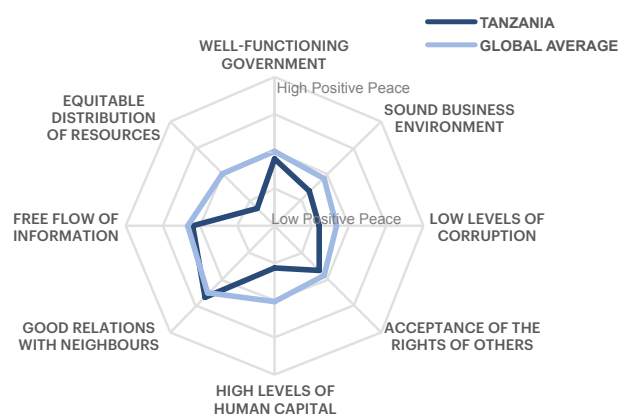 TANZANIA
GLOBAL AVERAGE
WELL-FUNCTIONING
GOVERNMENT
High Positive Peace
EQUITABLE
DISTRIBUTION
OF RESOURCES
SOUND BUSINESS
ENVIRONMENT
FREE FLOW OF
INFORMATION
Low Positive Peace
LOW LEVELS OF
CORRUPTION
GOOD RELATIONS
WITH NEIGHBOURS
ACCEPTANCE OF THE
RIGHTS OF OTHERS
HIGH LEVELS OF
HUMAN CAPITAL